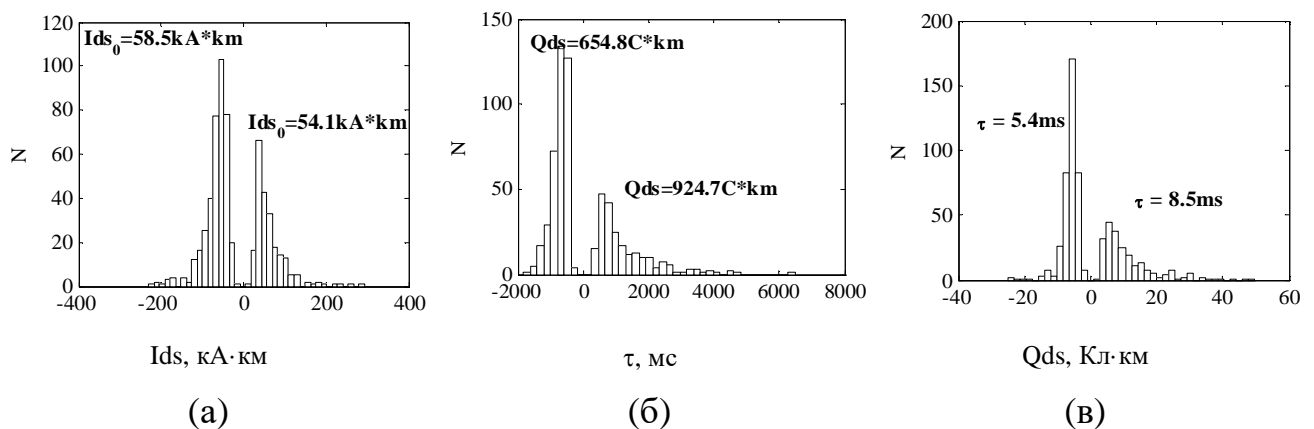 120
100
80
60
40
20
0
N
Ids₀=58.5kA*km
Ids₀=54.1kA*km
-400 -200 0 200 400
Ids, кА·км
(а)
150
100
50
0
N
Qds=654.8C*km
Qds=924.7C*km
-2000 0 2000 4000 6000 8000
τ, мс
(б)
200
150
100
50
0
N
τ = 5.4ms
τ = 8.5ms
-40 -20 0 20 40 60
Qds, Кл·км
(в)